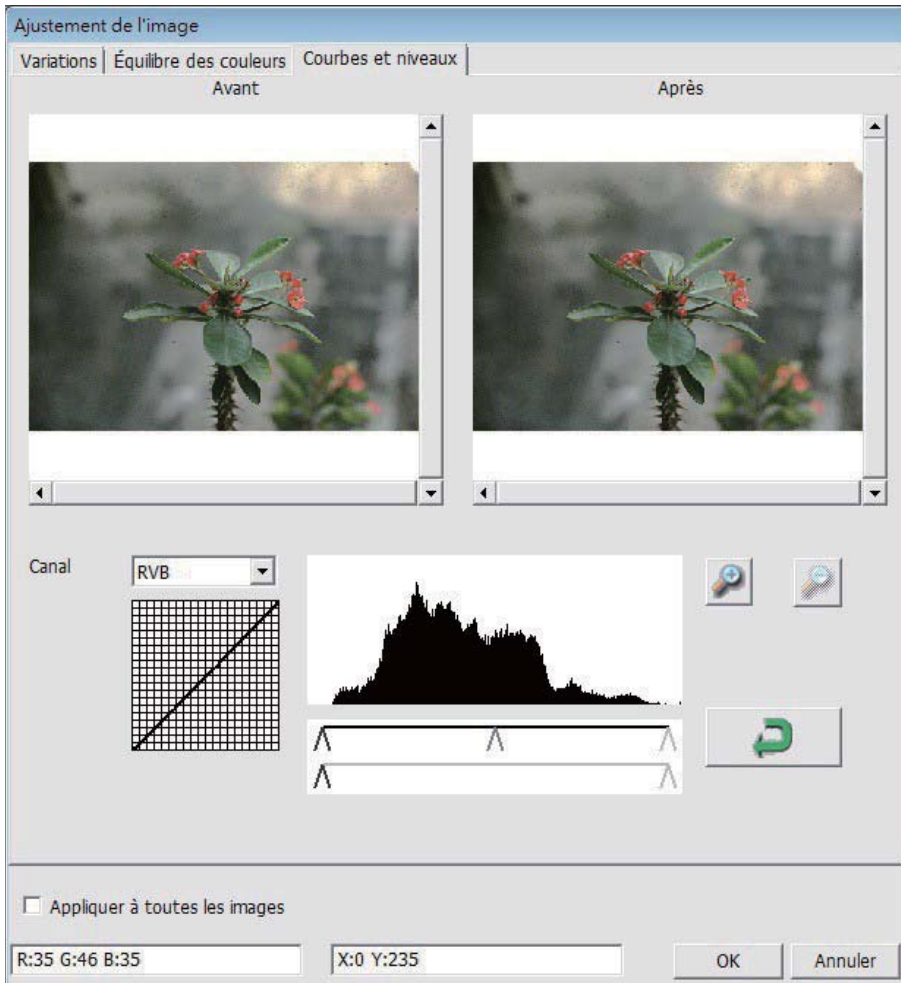 Ajustement de l'image
Variations Équilibre des couleurs Courbes et niveaux
Avant Après
Canal RVB
Appliquer à toutes les images
R:35 G:46 B:35 X:0 Y:235 OK Annuler